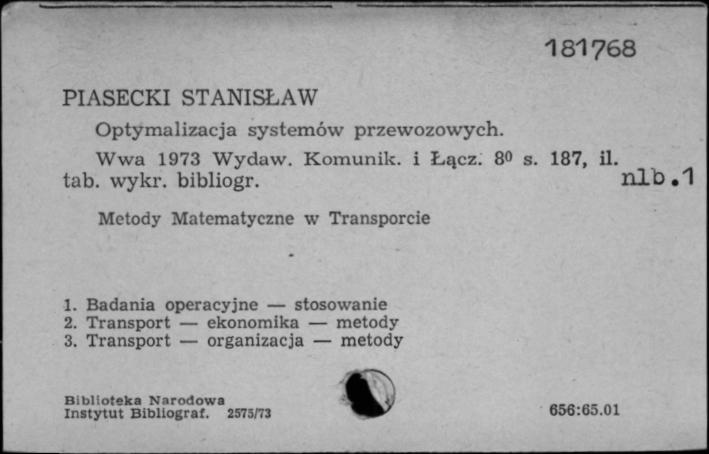 181768
PIASECKI STANISŁAW
Optymalizacja systemów przewozowych.
Wwa 1973 Wydaw. Komunik. i Łącz. 8⁰ s. 187, il.
tab. wykr. bibliogr. nlb.1
Metody Matematyczne w Transporcie
1. Badania operacyjne — stosowanie
2. Transport — ekonomika — metody
3. Transport — organizacja — metody
Biblioteka Narodowa
Instytut Bibliograf. 2575/73 656:65.01